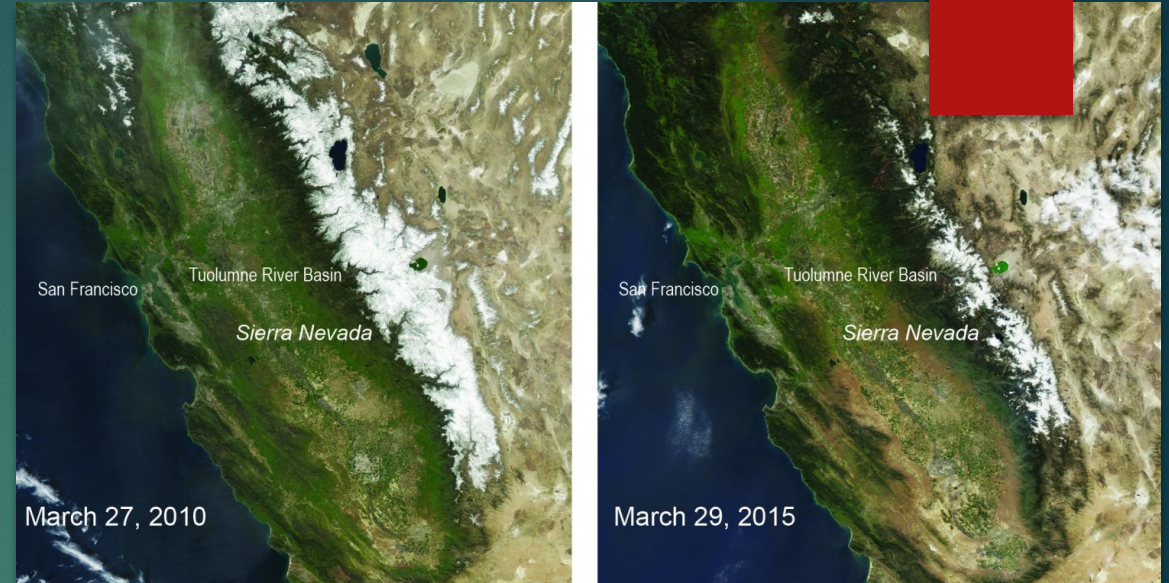 San Francisco
Tuolumne River Basin
Sierra Nevada
March 27, 2010
San Francisco
Tuolumne River Basin
Sierra Nevada
March 29, 2015